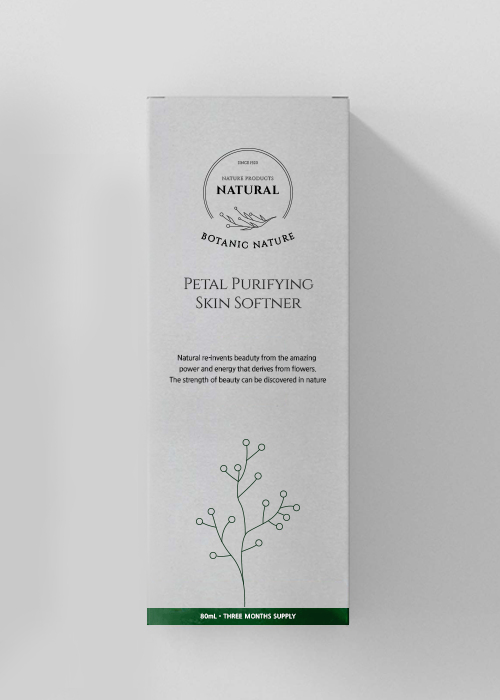 SINCE 1928
NATURE PRODUCTS
NATURAL
BOTANIC NATURE
PETAL PURIFYING
SKIN SOFTNER
Natural re-invents beaduty from the amazing
power and energy that derives from flowers.
The strength of beauty can be discovered in nature
80mL • THREE MONTHS SUPPLY